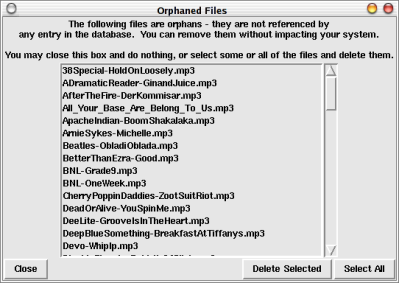 Orphaned Files
The following files are orphans - they are not referenced by
any entry in the database. You can remove them without impacting your system.
You may close this box and do nothing, or select some or all of the files and delete them.
38Special-HoldOnLoosely.mp3
ADramaticReader-GinandJuice.mp3
AfterTheFire-DerKommisar.mp3
All_Your_Base_Are_Belong_To_Us.mp3
ApacheIndian-BoomShakalaka.mp3
ArnieSykes-Michelle.mp3
Beatles-ObladiOblada.mp3
BetterThanEzra-Good.mp3
BNL-Grade9.mp3
BNL-OneWeek.mp3
CherryPoppinDaddies-ZootSuitRiot.mp3
DeadOrAlive-YouSpinMe.mp3
DeeLite-GrooveIsInTheHeart.mp3
DeepBlueSomething-BreakfastAtTiffanys.mp3
Devo-WhipIp.mp3
Close
Delete Selected
Select All